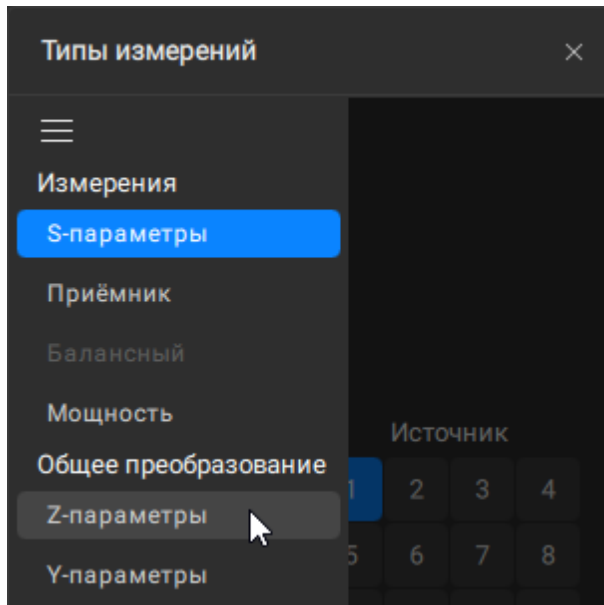 Типы измерений
Измерения
S-параметры
Приёмник
Балансный
Мощность
Источник
Общее преобразование
1 2 3 4
Z-параметры
5 6 7 8
Y-параметры